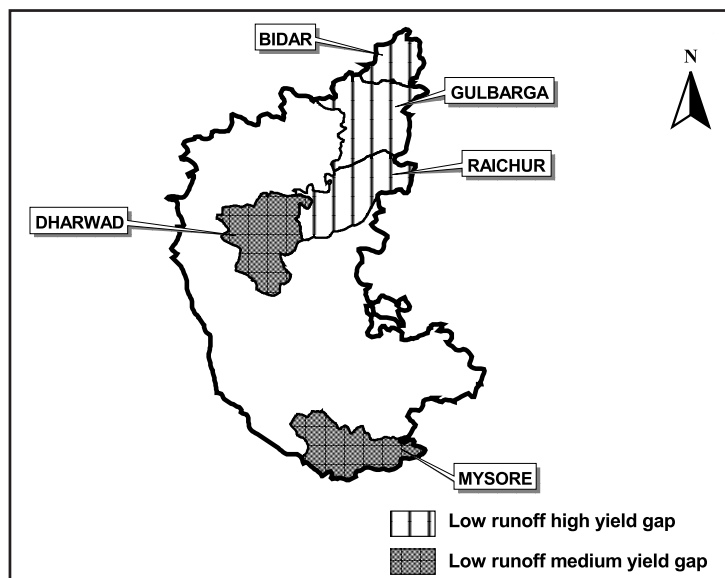 BIDAR
N
GULBARGA
RAICHUR
DHARWAD
MYSORE
Low runoff high yield gap
Low runoff medium yield gap